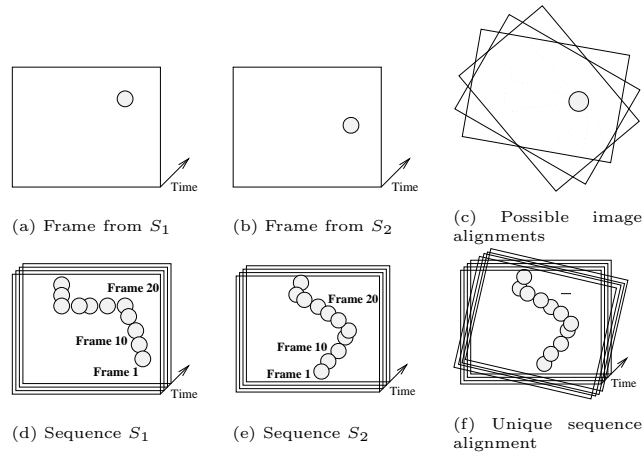 Time
Time
(a) Frame from S1
(b) Frame from S2
(c) Possible image
alignments
Frame 20
Frame 10
Frame 1
Time
Frame 20
Frame 10
Frame 1
Time
Time
(d) Sequence S1
(e) Sequence S2
(f) Unique sequence
alignment